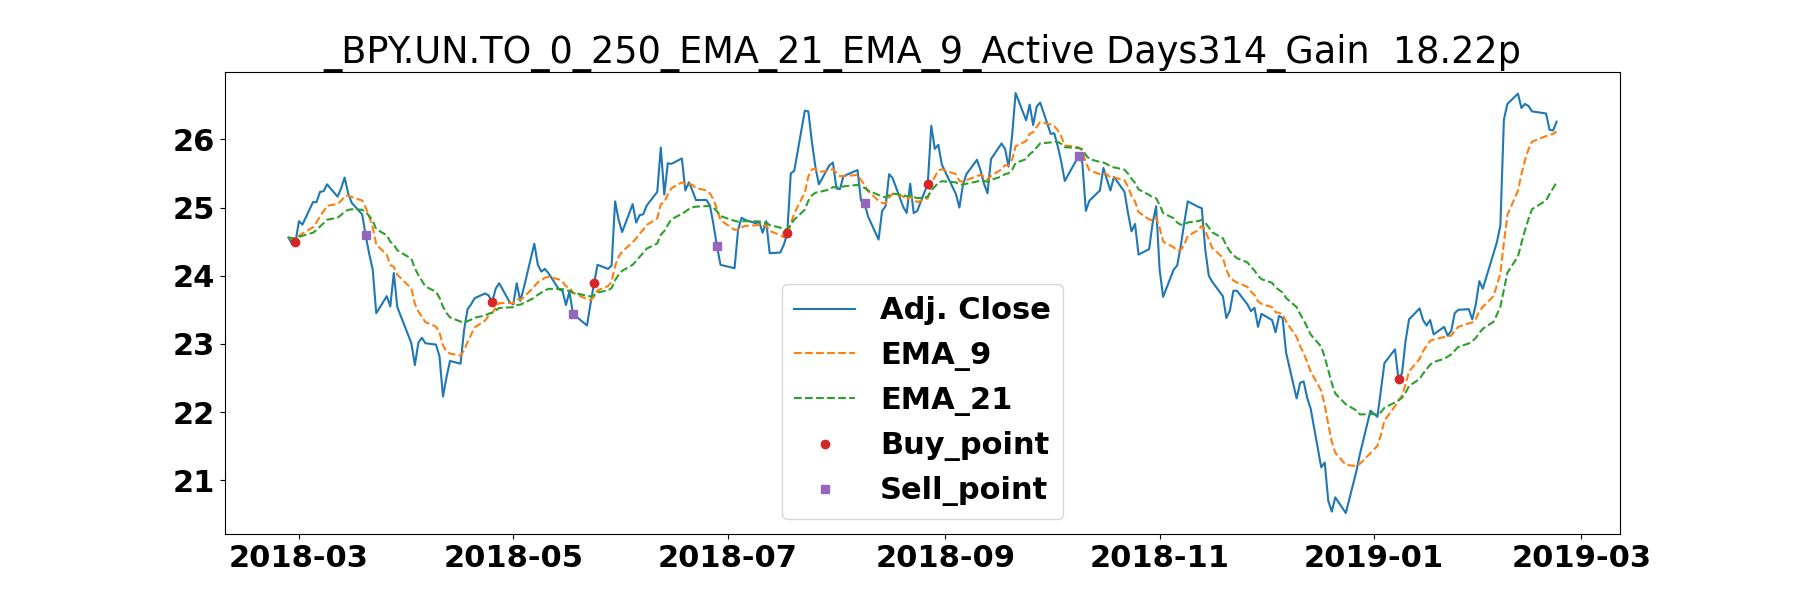 _BPY.UN.TO_0_250_EMA_21_EMA_9_Active Days314_Gain  18.22p
26
25
24
23
22
21
Adj. Close
EMA_9
EMA_21
Buy_point
Sell_point
2018-03 2018-05 2018-07 2018-09 2018-11 2019-01 2019-03